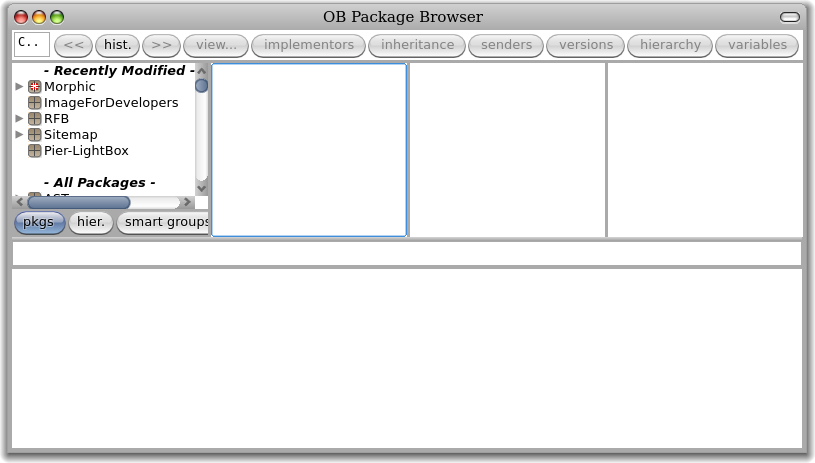 OB Package Browser
C..
<< hist. >> view... implementors inheritance senders versions hierarchy variables
- Recently Modified -
Morphic
ImageForDevelopers
RFB
Sitemap
Pier-LightBox
- All Packages -
AST
pkgs hier. smart groups